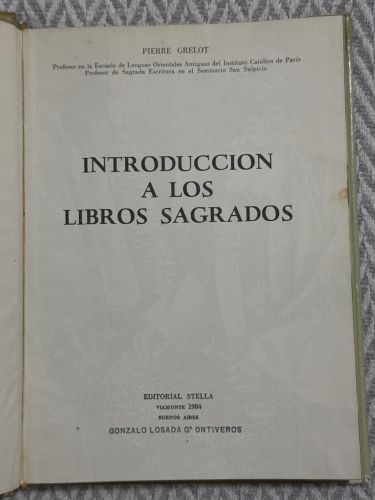 PIERRE GRELOT
Profesor en la Escuela de Lenguas Orientales Antiguas del Instituto Católico de París
Profesor de Sagrada Escritura en el Seminario San Sulpicio
INTRODUCCION
A LOS
LIBROS SAGRADOS
EDITORIAL STELLA
VIAMONTE 1984
BUENOS AIRES
GONZALO LOSADA Gª ONTIVEROS